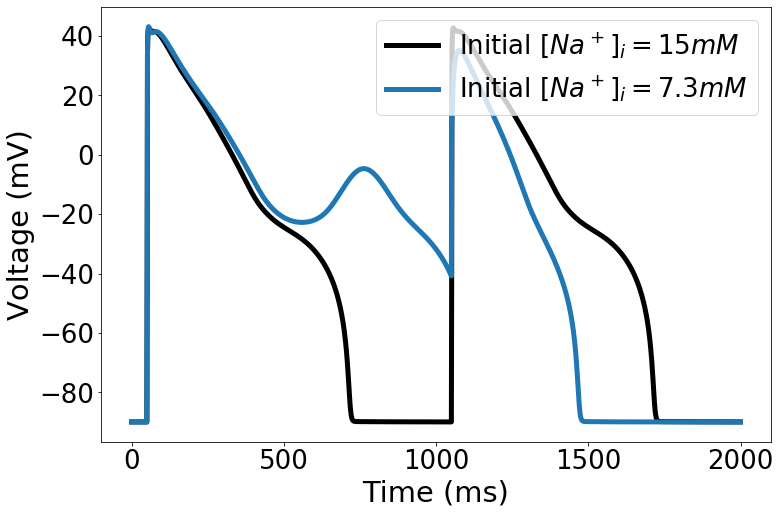 Initial [Na⁺]ᵢ = 15mM
Initial [Na⁺]ᵢ = 7.3mM
40
20
0
−20
−40
−60
−80
Voltage (mV)
0 500 1000 1500 2000
Time (ms)